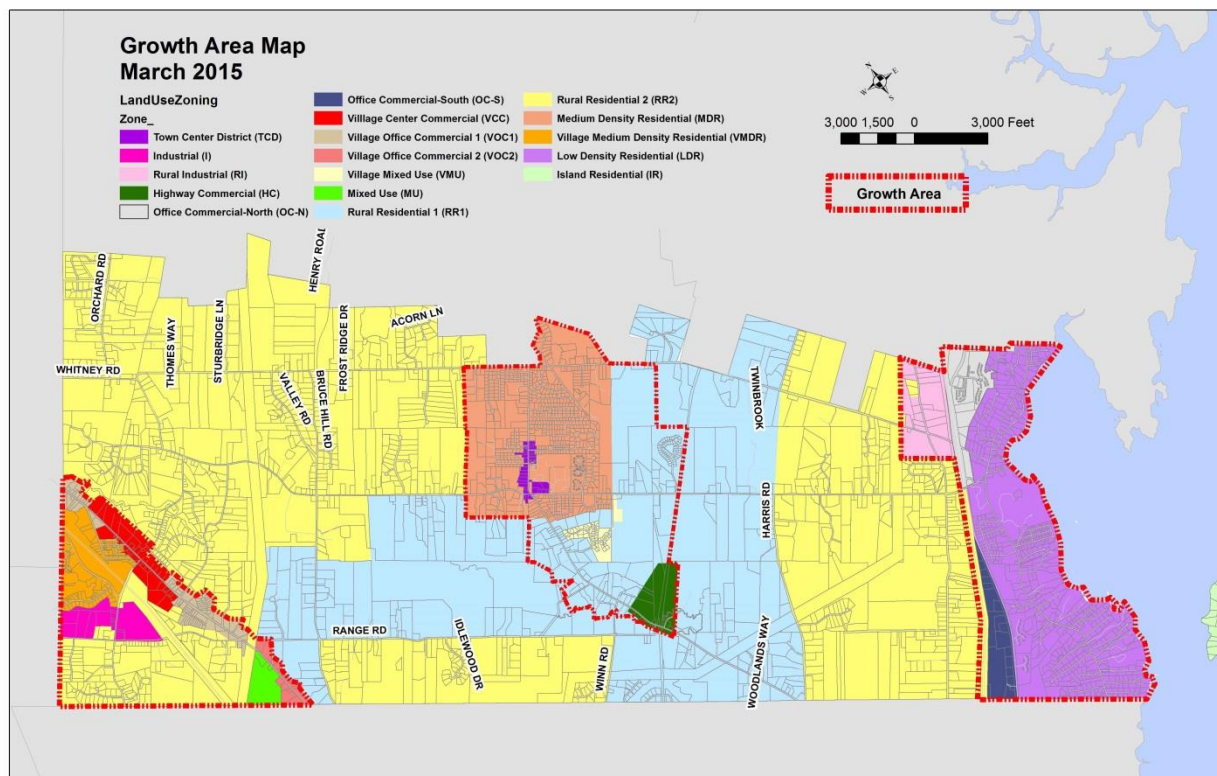 Growth Area Map
March 2015
LandUseZoning
Zone_
Town Center District (TCD)
Industrial (I)
Rural Industrial (RI)
Highway Commercial (HC)
Office Commercial-North (OC-N)
Office Commercial-South (OC-S)
Villlage Center Commercial (VCC)
Village Office Commercial 1 (VOC1)
Village Office Commercial 2 (VOC2)
Village Mixed Use (VMU)
Mixed Use (MU)
Rural Residential 1 (RR1)
Rural Residential 2 (RR2)
Medium Density Residential (MDR)
Village Medium Density Residential (VMDR)
Low Density Residential (LDR)
Island Residential (IR)
N
E
W
S
3,000 1,500 0 3,000 Feet
Growth Area
ORCHARD RD
THOMES WAY
STURBRIDGE LN
HENRY ROAD
FROST RIDGE DR
ACORN LN
WHITNEY RD
VALLEY RD
BRUCE HILL RD
TWINBROOK
HARRIS RD
RANGE RD
IDLEWOOD DR
WINN RD
WOODLANDS WAY